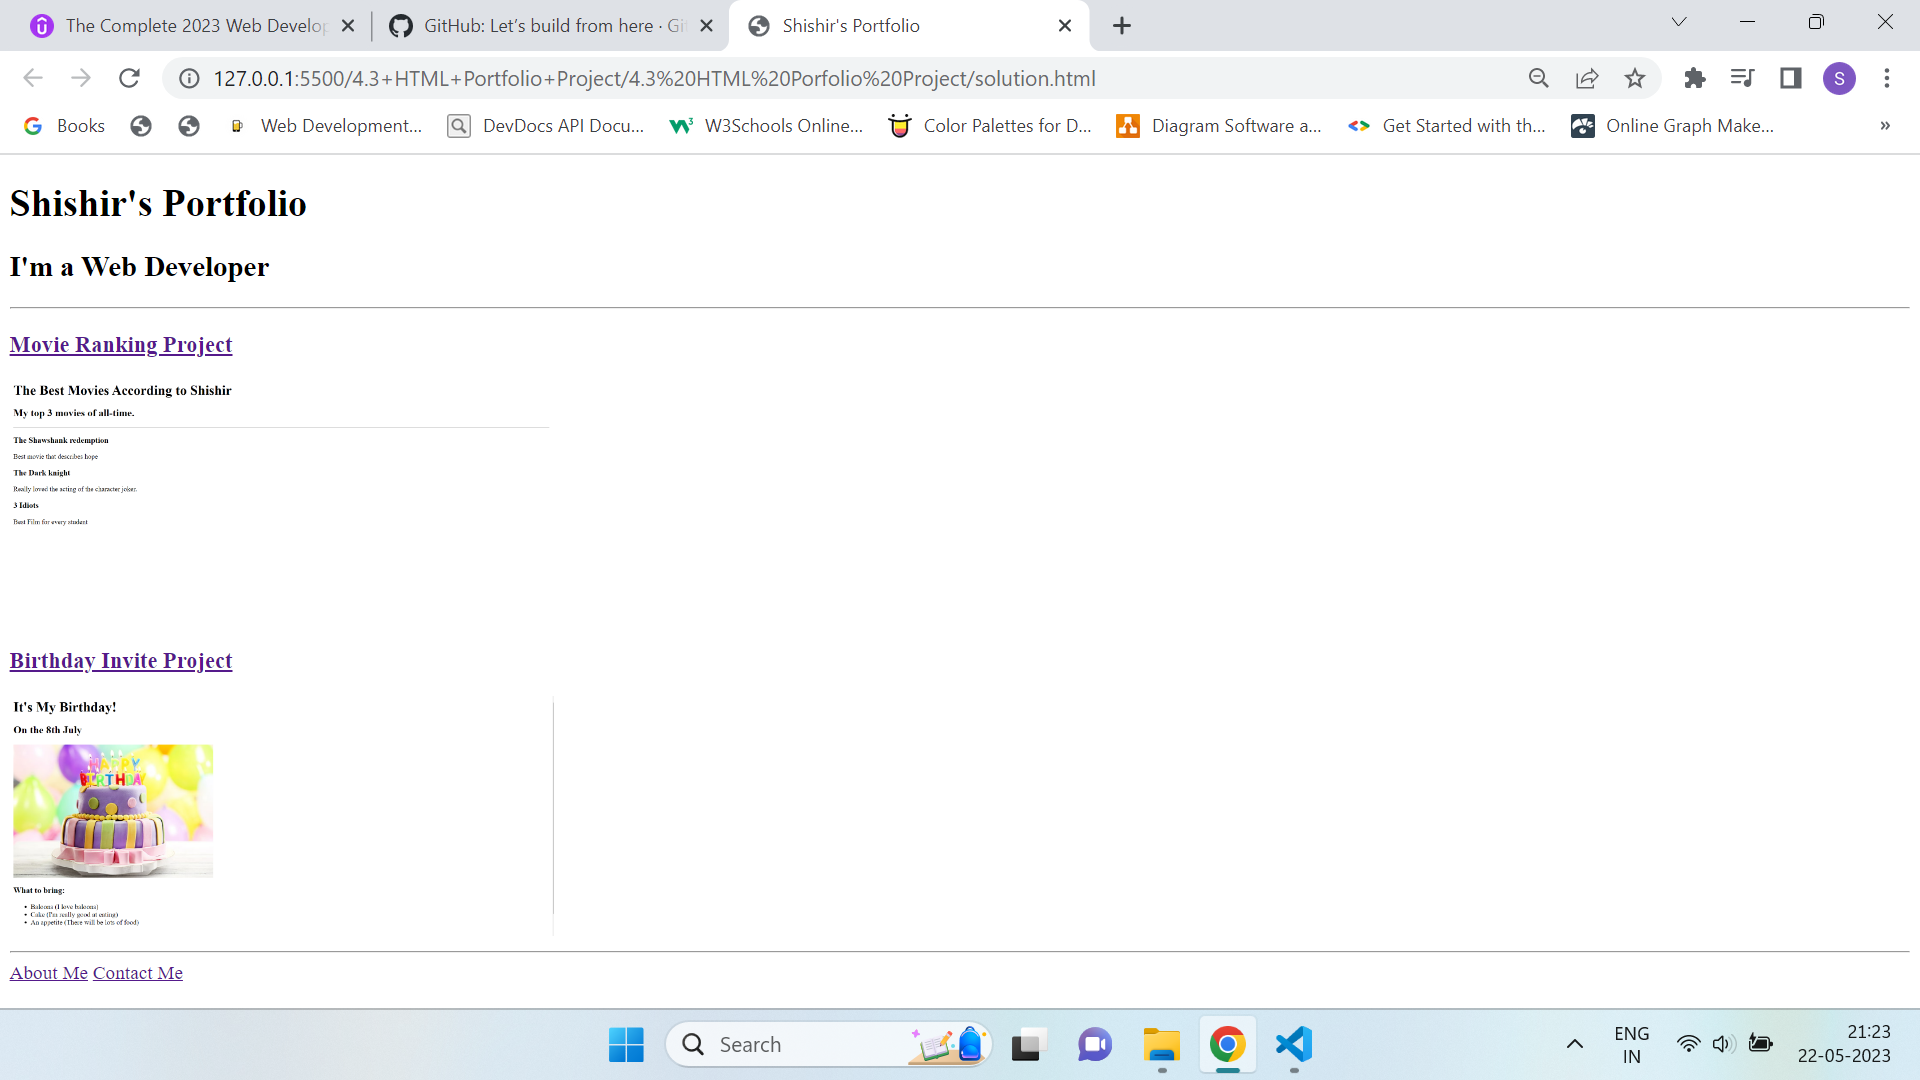 The Complete 2023 Web Develop
GitHub: Let's build from here · Git
Shishir's Portfolio
127.0.0.1:5500/4.3+HTML+Portfolio+Project/4.3%20HTML%20Porfolio%20Project/solution.html
S
Books
Web Development...
DevDocs API Docu...
W3Schools Online...
Color Palettes for D...
Diagram Software a...
Get Started with th...
Online Graph Make...
»
Shishir's Portfolio
I'm a Web Developer
Movie Ranking Project
The Best Movies According to Shishir
My top 3 movies of all-time.
The Shawshank redemption
Best movie that describes hope
The Dark knight
Really loved the acting of the character joker.
3 Idiots
Best Film for every student
Birthday Invite Project
It's My Birthday!
On the 8th July
HAPPY
BIRTHDAY
What to bring:
• Baloons (I love baloons)
• Cake (I'm really good at eating)
• An appetite (There will be lots of food)
About Me Contact Me
Search
ENG
IN
21:23
22-05-2023